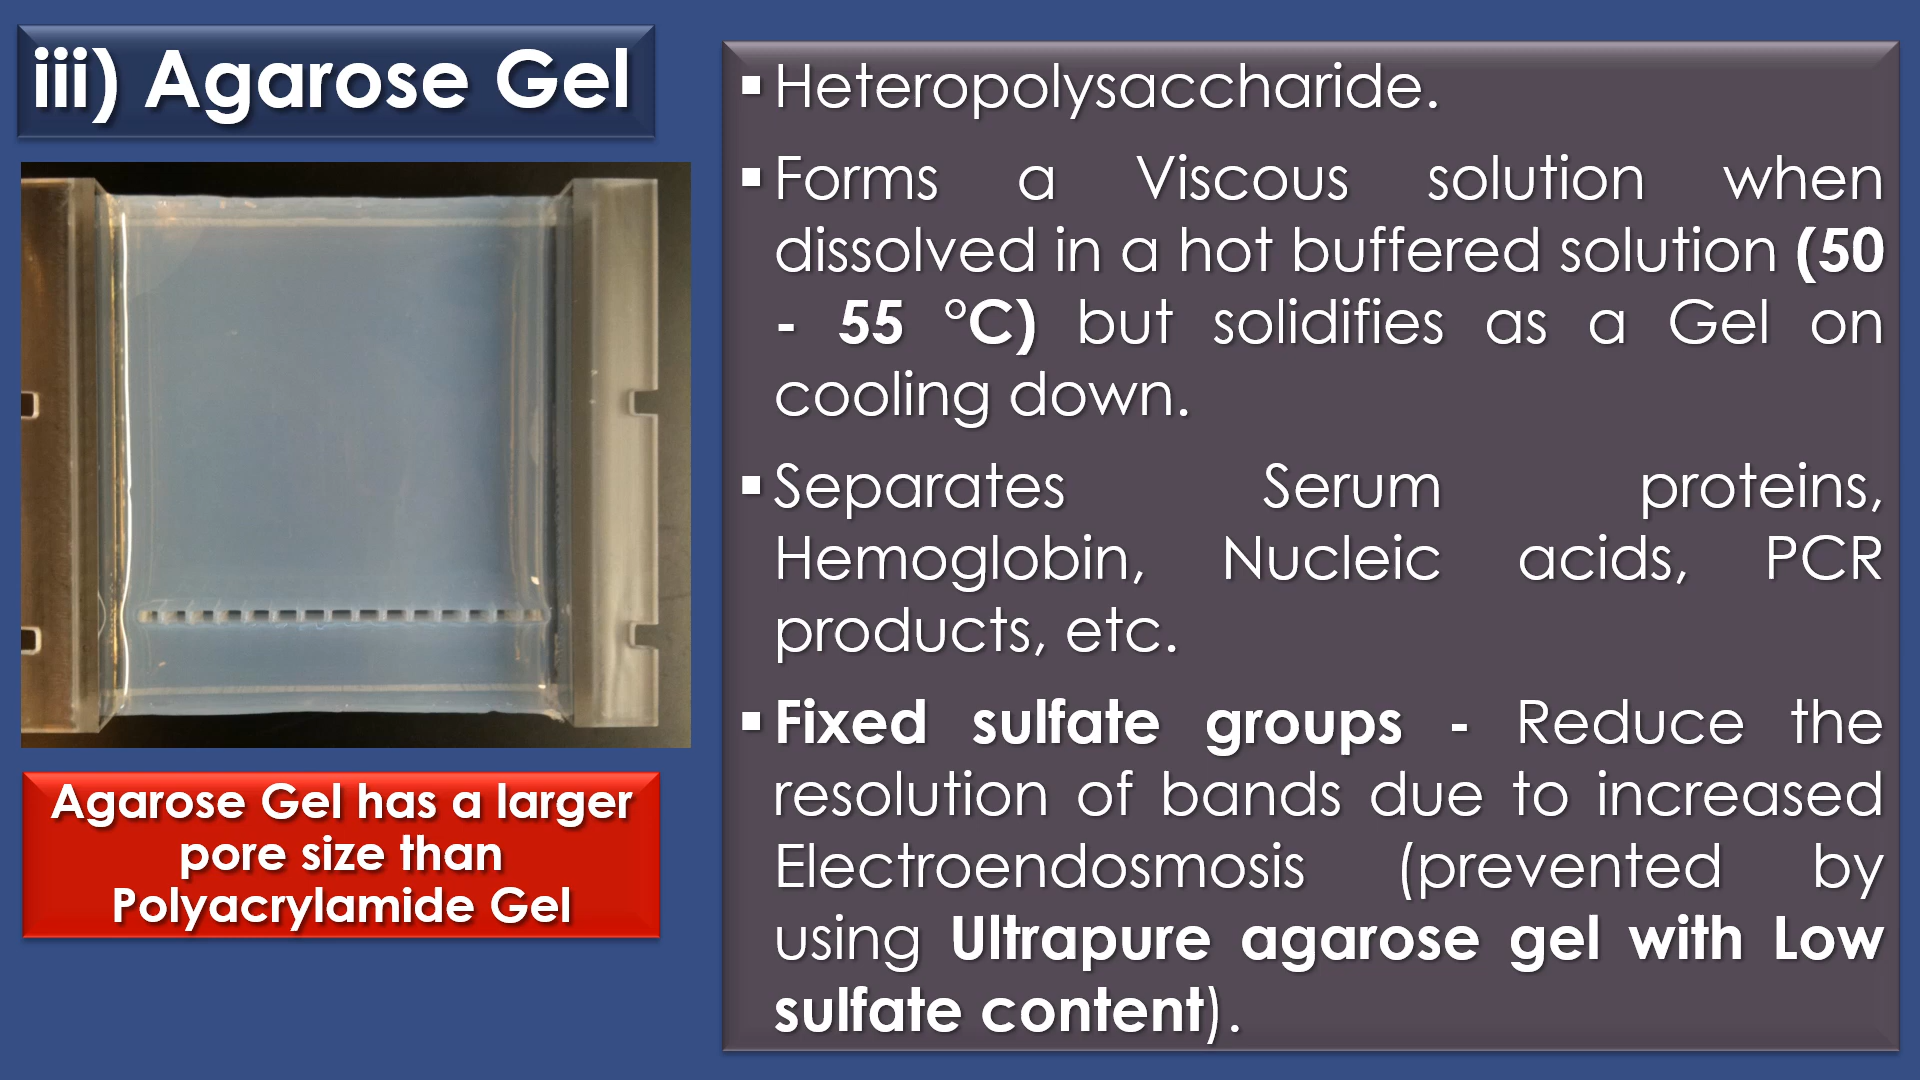 iii) Agarose Gel
▪Heteropolysaccharide.
▪Forms a Viscous solution when
dissolved in a hot buffered solution (50
- 55 °C) but solidifies as a Gel on
cooling down.
▪Separates Serum proteins,
Hemoglobin, Nucleic acids, PCR
products, etc.
▪Fixed sulfate groups - Reduce the
resolution of bands due to increased
Electroendosmosis (prevented by
using Ultrapure agarose gel with Low
sulfate content).
Agarose Gel has a larger
pore size than
Polyacrylamide Gel